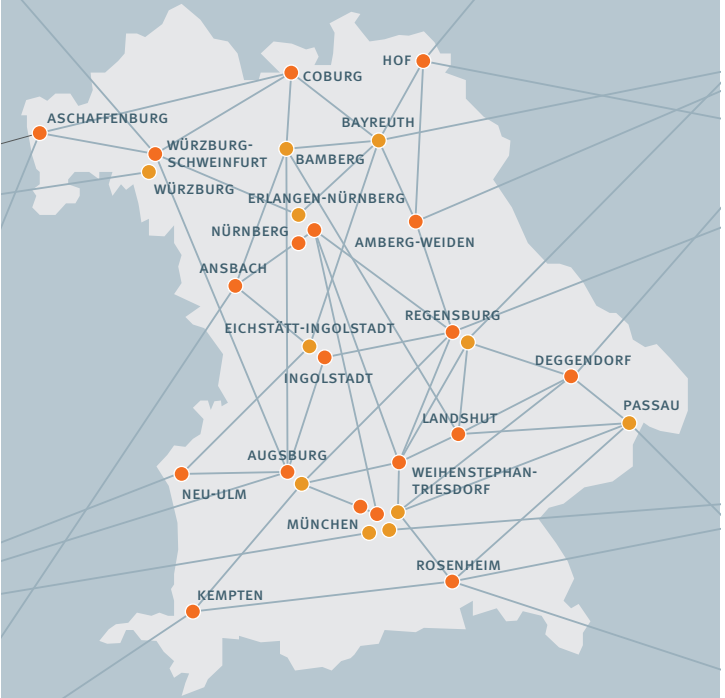 HOF
COBURG
ASCHAFFENBURG
BAYREUTH
WÜRZBURG-
SCHWEINFURT
BAMBERG
WÜRZBURG
ERLANGEN-NÜRNBERG
NÜRNBERG
AMBERG-WEIDEN
ANSBACH
REGENSBURG
EICHSTÄTT-INGOLSTADT
DEGGENDORF
INGOLSTADT
PASSAU
LANDSHUT
AUGSBURG
WEIHENSTEPHAN-
TRIESDORF
NEU-ULM
MÜNCHEN
ROSENHEIM
KEMPTEN